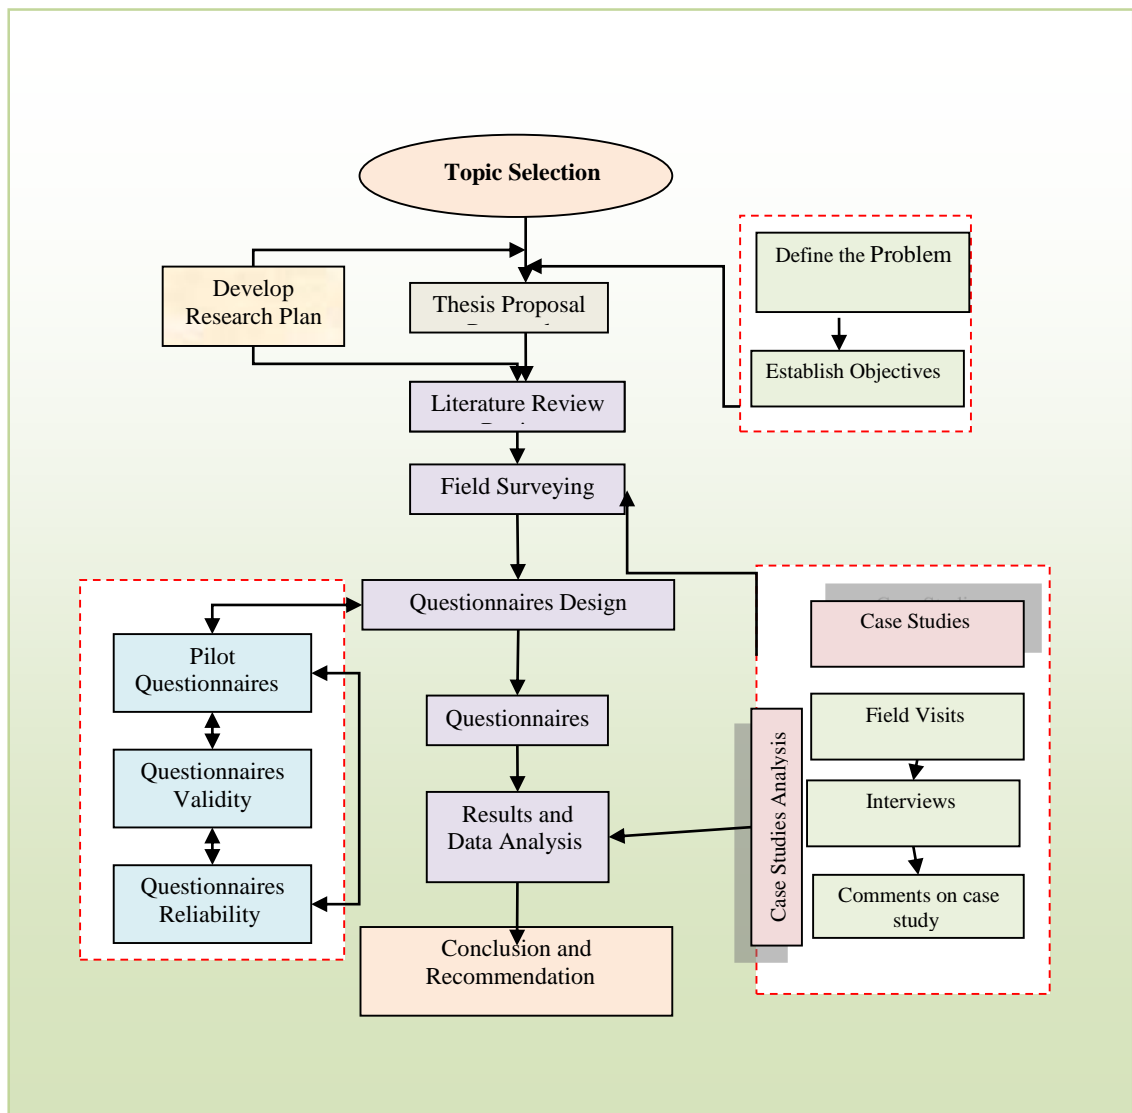 Topic Selection
Define the Problem
Develop
Research Plan
Thesis Proposal
Establish Objectives
Literature Review
Field Surveying
Questionnaires Design
Case Studies
Pilot
Questionnaires
Field Visits
Questionnaires
Questionnaires
Validity
Interviews
Results and
Data Analysis
Case Studies Analysis
Questionnaires
Reliability
Comments on case
study
Conclusion and
Recommendation